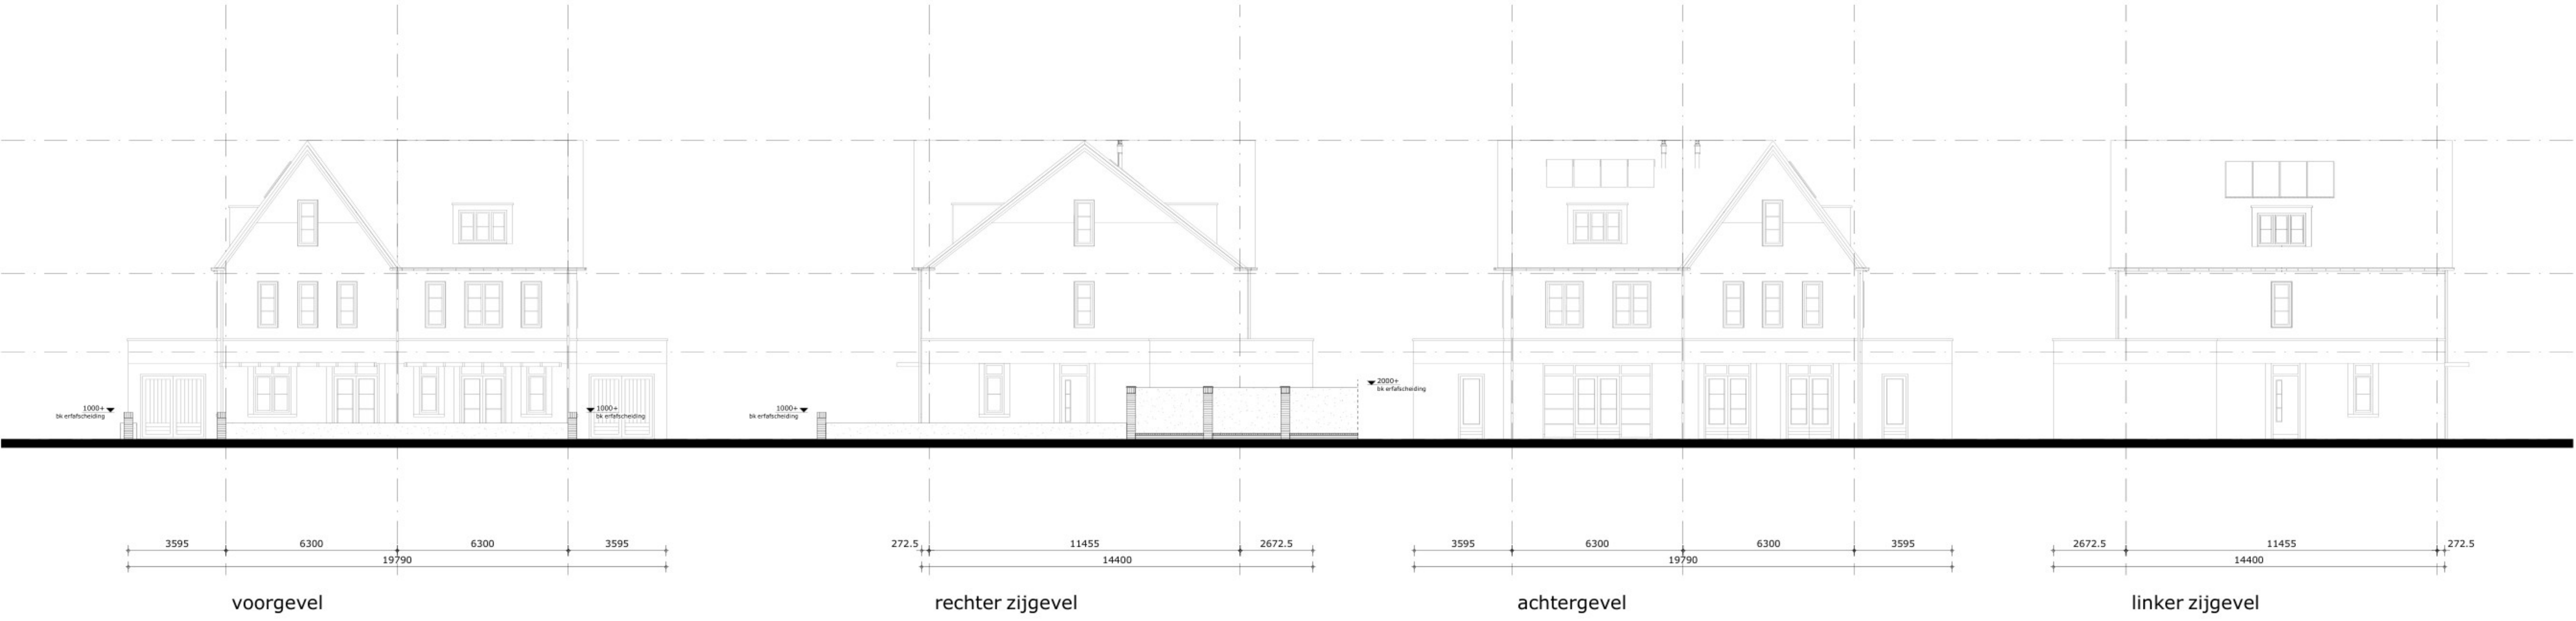 2000+
bk erfafscheiding
1000+
bk erfafscheiding
1000+
bk erfafscheiding
1000+
bk erfafscheiding
3595 6300 6300 3595
19790
272.5 11455 2672.5
14400
3595 6300 6300 3595
19790
2672.5 11455 272.5
14400
voorgevel
rechter zijgevel
achtergevel
linker zijgevel